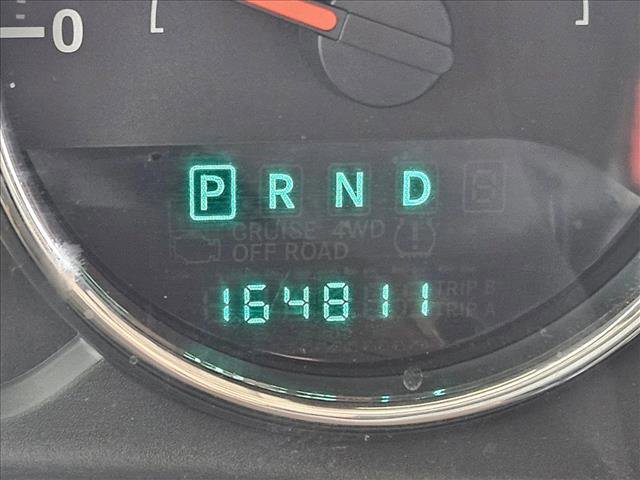 0
P R N D E
CRUISE 4WD
OFF ROAD
TRIP B
164811 TRIP A